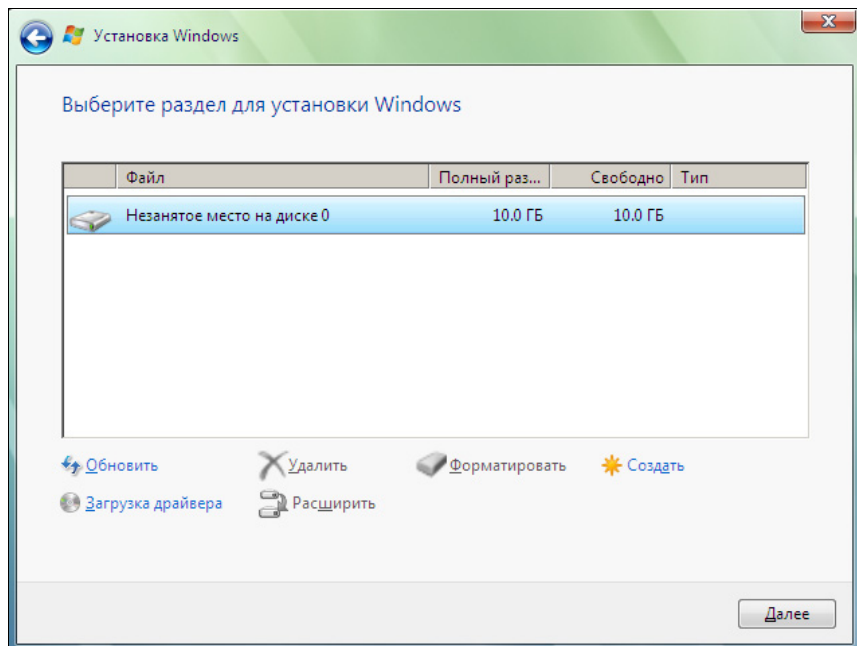 Установка Windows
Выберите раздел для установки Windows
Файл Полный раз... Свободно Тип
Незанятое место на диске 0 10.0 ГБ 10.0 ГБ
Обновить Удалить Форматировать Создать
Загрузка драйвера Расширить
Далее